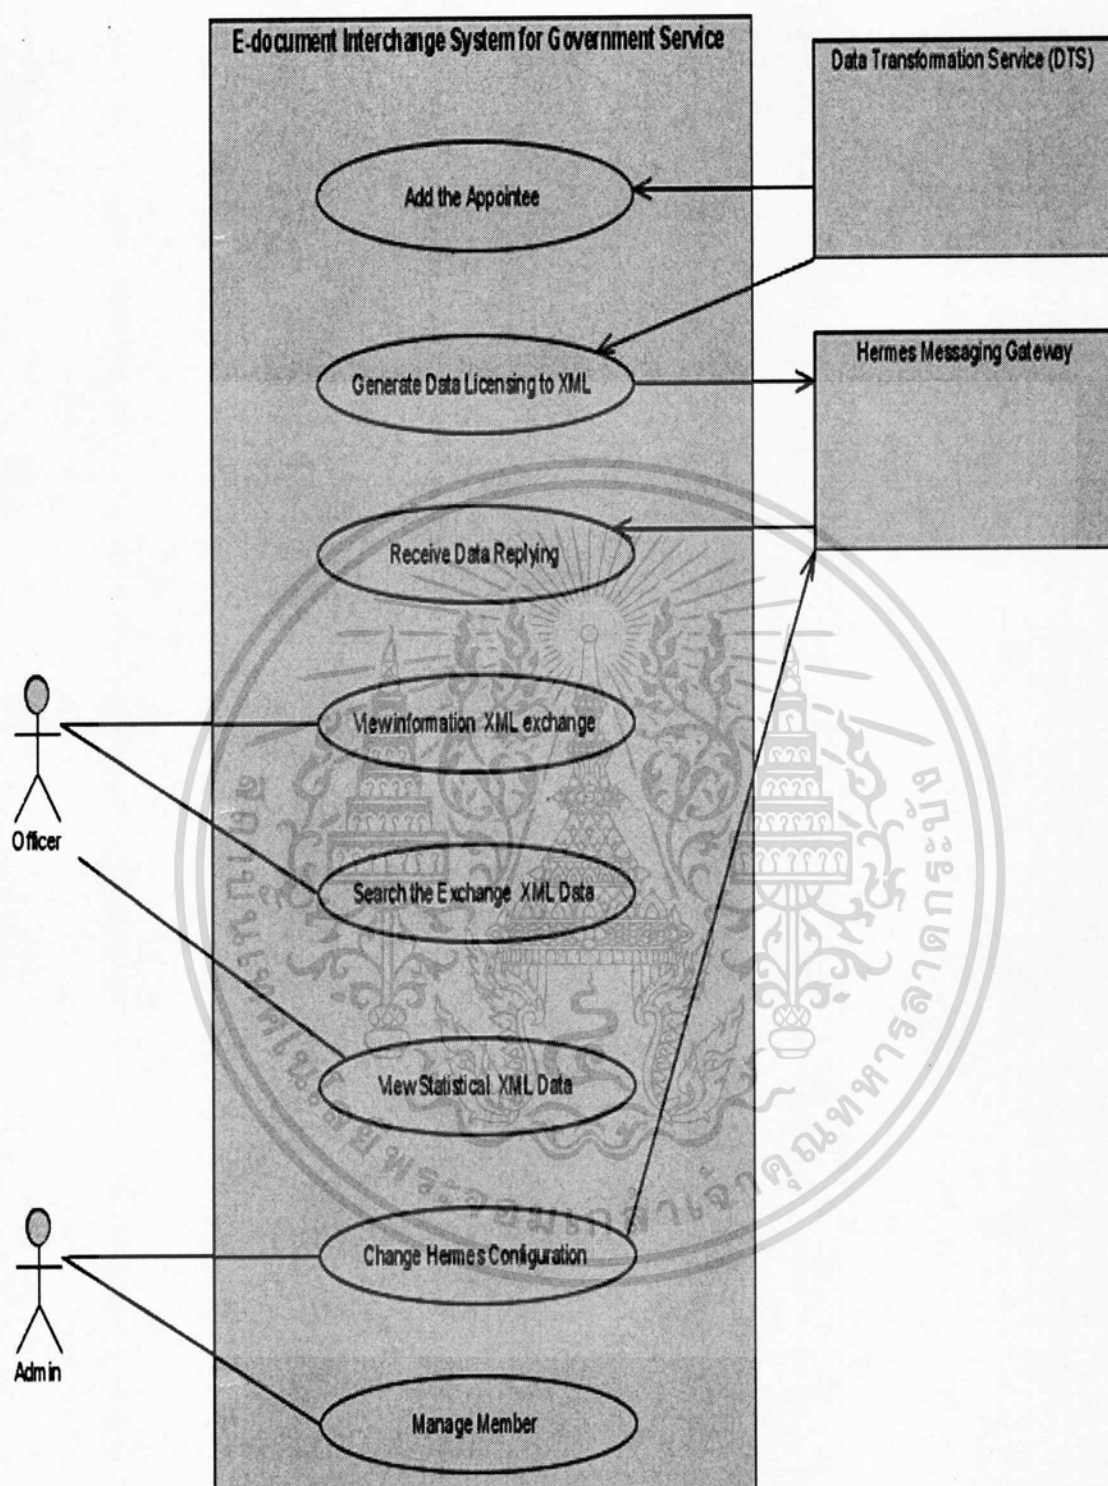 E-document Interchange System for Government Service
Data Transformation Service (DTS)
Add the Appointee
Generate Data Licensing to XML
Hermes Messaging Gateway
Receive Data Replying
View information XML exchange
Officer
Search the Exchange XML Data
View Statistical XML Data
Change Hermes Configuration
Admin
Manage Member